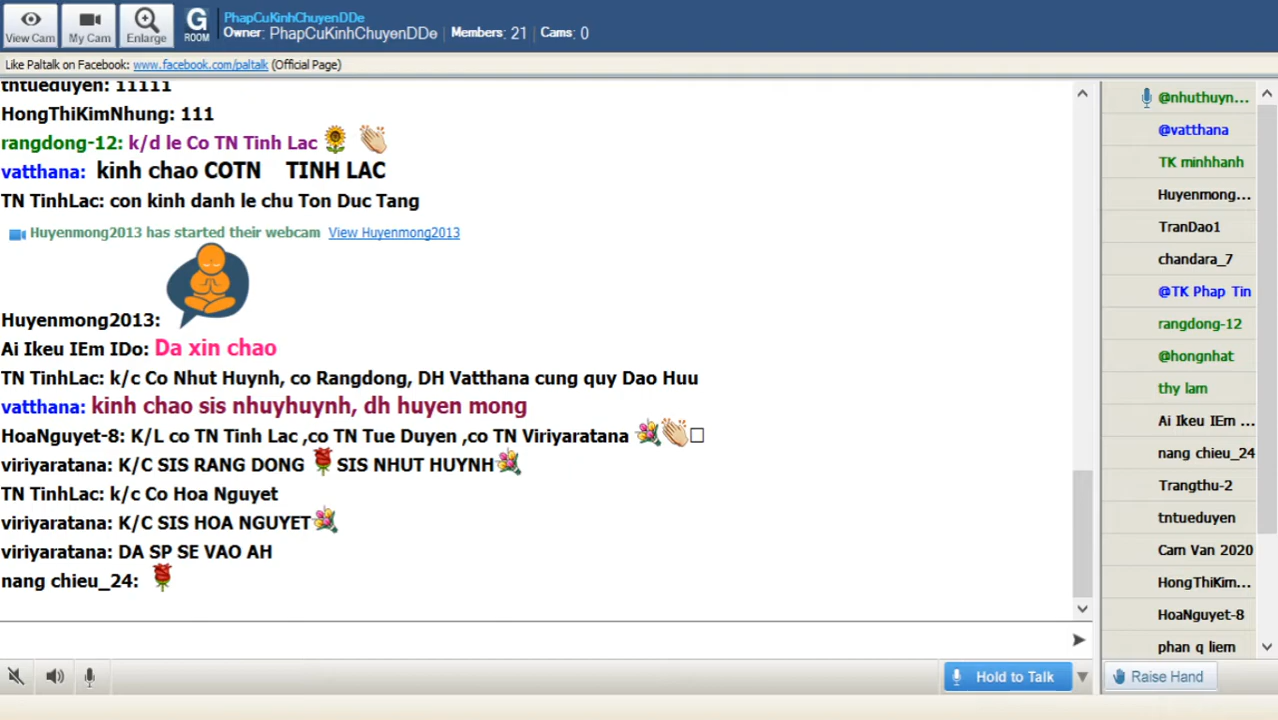 View Cam
My Cam
Enlarge
G
ROOM
PhapCuKinhChuyenDDe
Owner: PhapCuKinhChuyenDDe Members: 21 Cams: 0
Like Paltalk on Facebook: www.facebook.com/paltalk (Official Page)
tntueduyen: 11111
HongThiKimNhung: 111
rangdong-12: k/d le Co TN Tinh Lac
vatthana: kinh chao COTN TINH LAC
TN TinhLac: con kinh danh le chu Ton Duc Tang
Huyenmong2013 has started their webcam View Huyenmong2013
Huyenmong2013:
Ai Ikeu IEm IDo: Da xin chao
TN TinhLac: k/c Co Nhut Huynh, co Rangdong, DH Vatthana cung quy Dao Huu
vatthana: kinh chao sis nhuyhuynh, dh huyen mong
HoaNguyet-8: K/L co TN Tinh Lac ,co TN Tue Duyen ,co TN Viriyaratana
viriyaratana: K/C SIS RANG DONG SIS NHUT HUYNH
TN TinhLac: k/c Co Hoa Nguyet
viriyaratana: K/C SIS HOA NGUYET
viriyaratana: DA SP SE VAO AH
nang chieu_24:
@nhuthuyn...
@vatthana
TK minhhanh
Huyenmong...
TranDao1
chandara_7
@TK Phap Tin
rangdong-12
@hongnhat
thy lam
Ai Ikeu IEm ...
nang chieu_24
Trangthu-2
tntueduyen
Cam Van 2020
HongThiKim...
HoaNguyet-8
phan q liem
Hold to Talk
Raise Hand